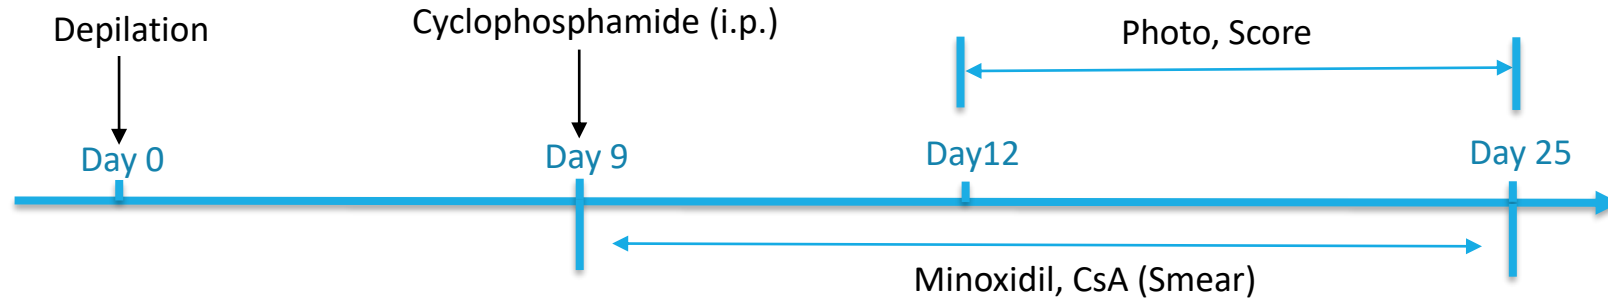 Depilation
Cyclophosphamide (i.p.)
Photo, Score
Day 0
Day 9
Day12
Day 25
Minoxidil, CsA (Smear)